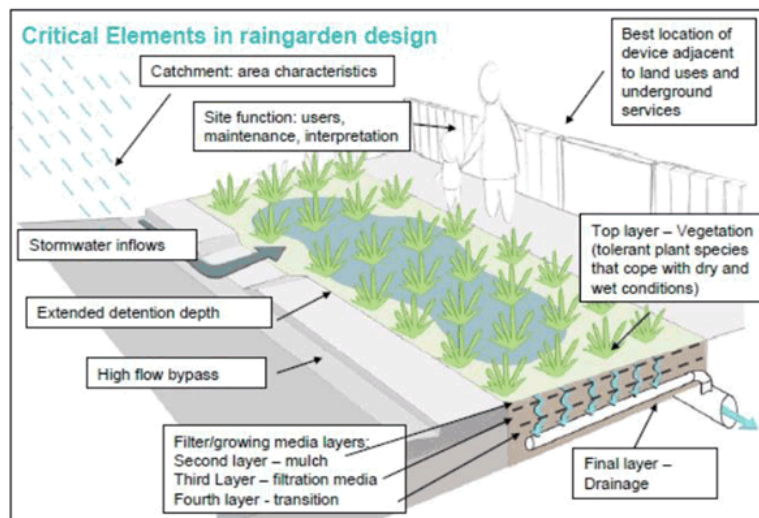 Critical Elements in raingarden design
Catchment: area characteristics
Best location of
device adjacent
to land uses and
underground
services
Site function: users,
maintenance, interpretation
Stormwater inflows
Top layer – Vegetation
(tolerant plant species
that cope with dry and
wet conditions)
Extended detention depth
High flow bypass
Filter/growing media layers:
Second layer – mulch
Third Layer – filtration media
Fourth layer - transition
Final layer –
Drainage